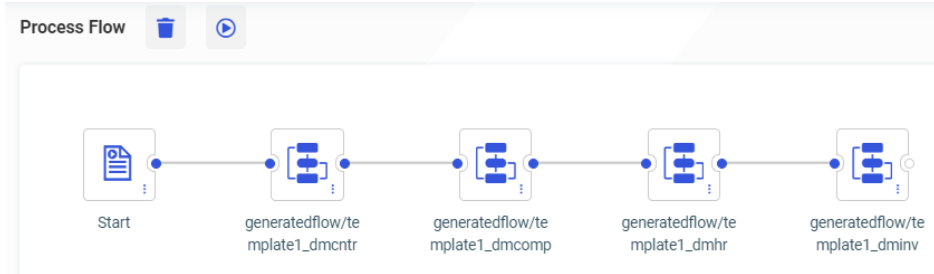 Process Flow
Start
generatedflow/te
mplate1_dmcntr
generatedflow/te
mplate1_dmcomp
generatedflow/te
mplate1_dmhr
generatedflow/te
mplate1_dminv